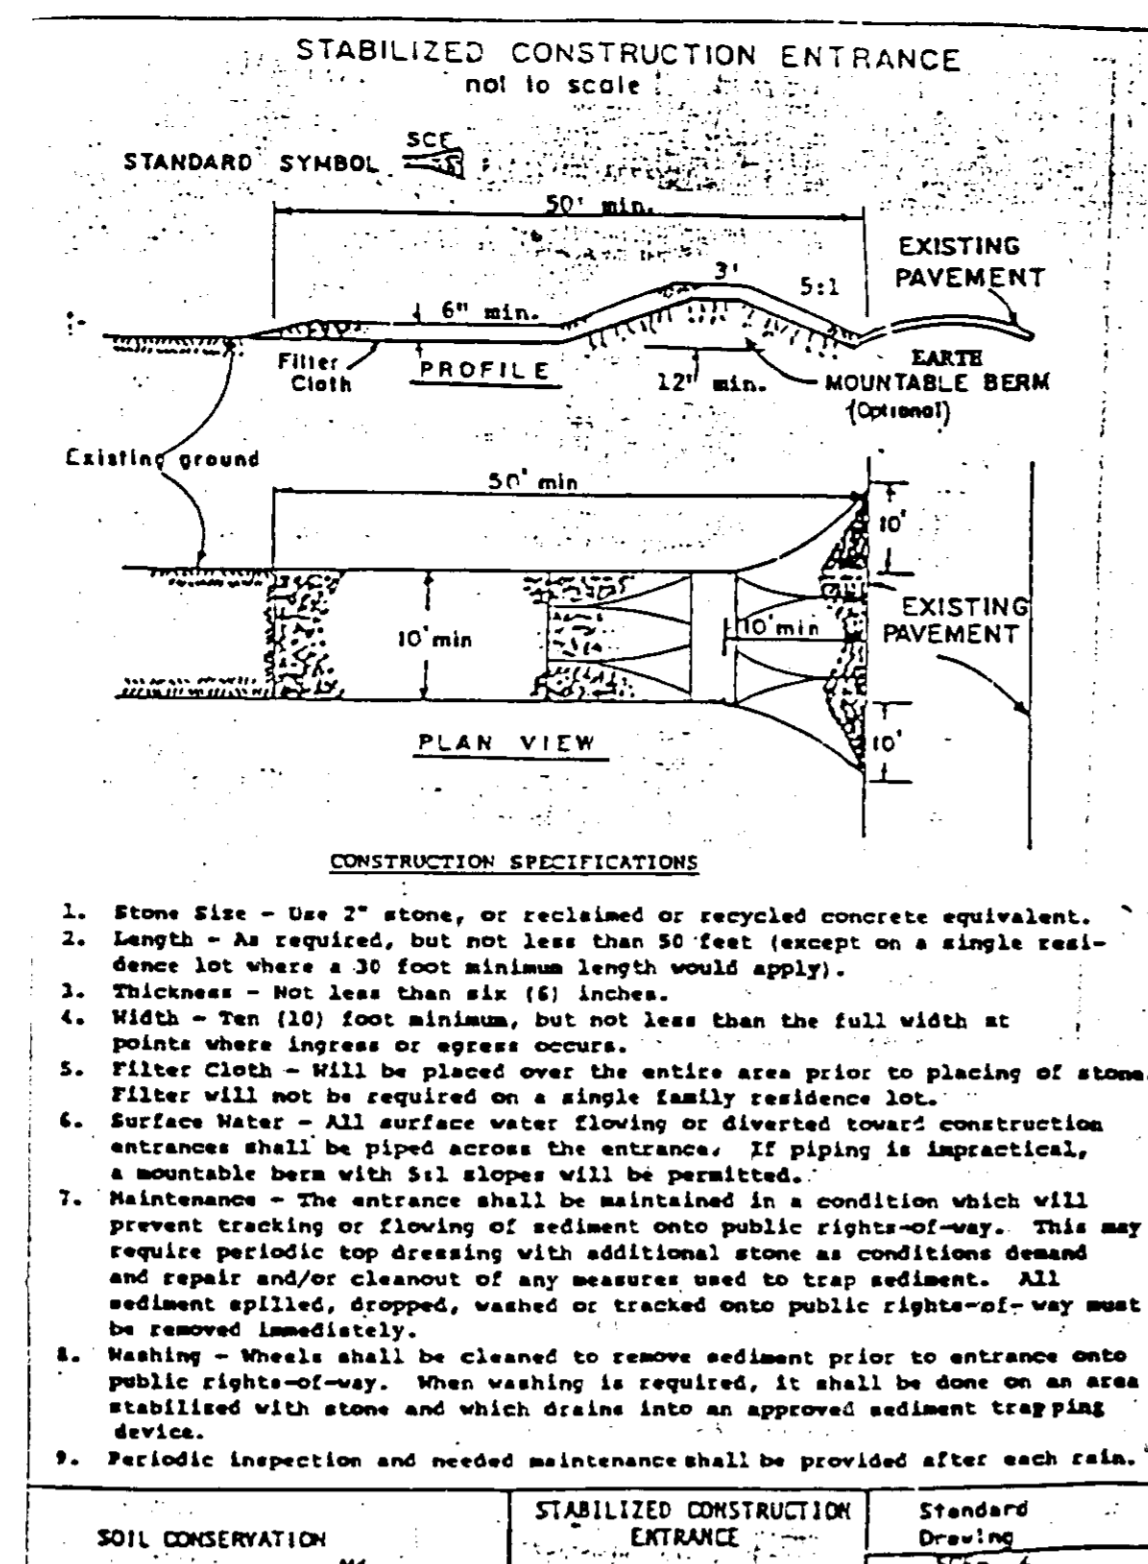 STABILIZED CONSTRUCTION ENTRANCE
not to scale
SCE
STANDARD SYMBOL
50' min.
EXISTING
PAVEMENT
3'
5:1
6" min.
Filter
Cloth
PROFILE
12" min.
EARTH
MOUNTABLE BERM
(Optional)
Existing ground
50' min
10'
10' min
10' min
EXISTING
PAVEMENT
10'
PLAN VIEW
CONSTRUCTION SPECIFICATIONS
1. Stone Size - Use 2" stone, or reclaimed or recycled concrete equivalent.
2. Length - As required, but not less than 50 feet (except on a single resi-
dence lot where a 30 foot minimum length would apply).
3. Thickness - Not less than six (6) inches.
4. Width - Ten (10) foot minimum, but not less than the full width at
points where ingress or egress occurs.
5. Filter Cloth - Will be placed over the entire area prior to placing of stone.
Filter will not be required on a single family residence lot.
6. Surface Water - All surface water flowing or diverted toward construction
entrances shall be piped across the entrance. If piping is impractical,
a mountable berm with 5:1 slopes will be permitted.
7. Maintenance - The entrance shall be maintained in a condition which will
prevent tracking or flowing of sediment onto public rights-of-way. This may
require periodic top dressing with additional stone as conditions demand
and repair and/or cleanout of any measures used to trap sediment. All
sediment spilled, dropped, washed or tracked onto public rights-of-way must
be removed immediately.
8. Washing - Wheels shall be cleaned to remove sediment prior to entrance onto
public rights-of-way. When washing is required, it shall be done on an area
stabilized with stone and which drains into an approved sediment trapping
device.
9. Periodic inspection and needed maintenance shall be provided after each rain.
SOIL CONSERVATION
STABILIZED CONSTRUCTION
ENTRANCE
Standard
Drawing